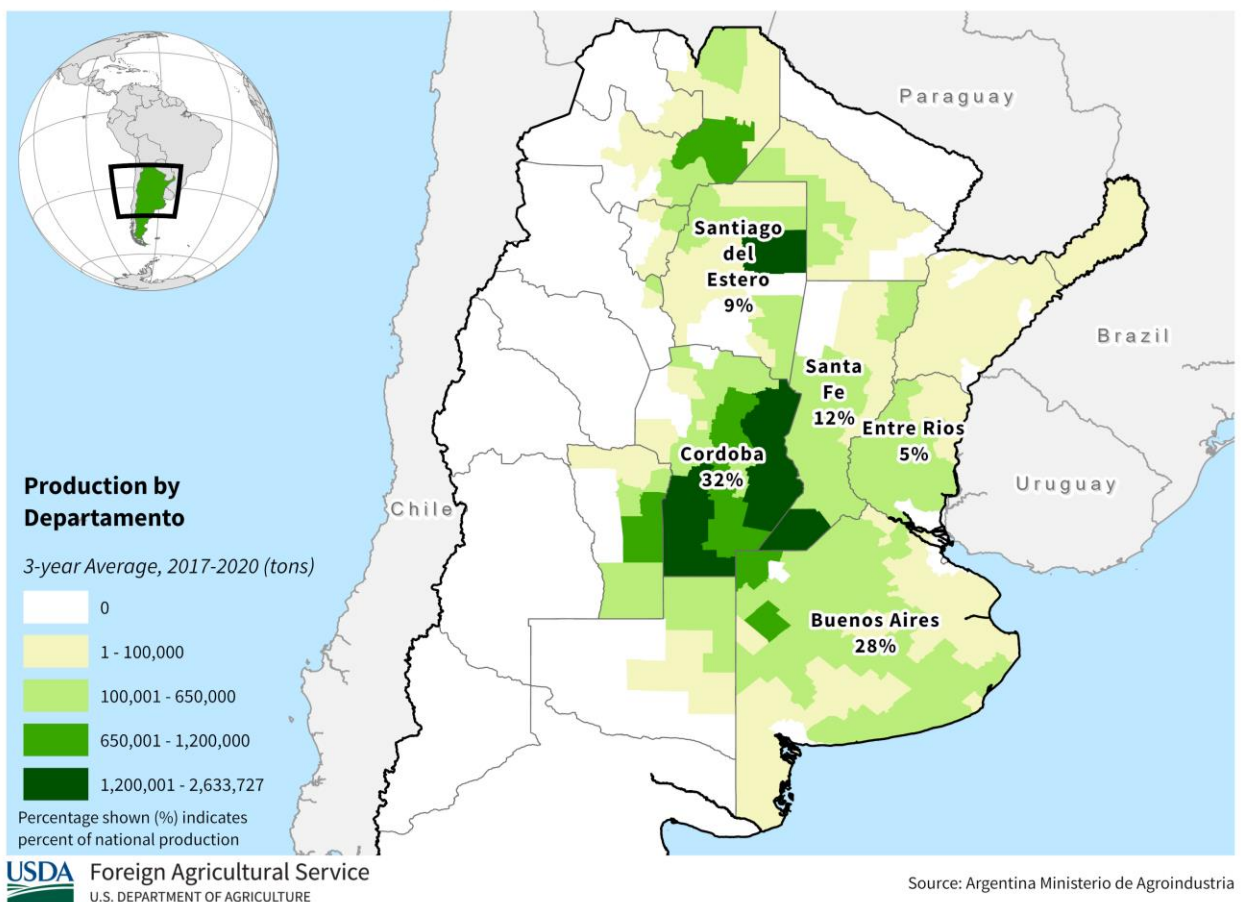 Paraguay
Brazil
Uruguay
Chile
Santiago
del
Estero
9%
Santa
Fe
12%
Entre Rios
5%
Cordoba
32%
Buenos Aires
28%
Production by
Departamento
3-year Average, 2017-2020 (tons)
0
1 - 100,000
100,001 - 650,000
650,001 - 1,200,000
1,200,001 - 2,633,727
Percentage shown (%) indicates
percent of national production
USDA
Foreign Agricultural Service
U.S. DEPARTMENT OF AGRICULTURE
Source: Argentina Ministerio de Agroindustria